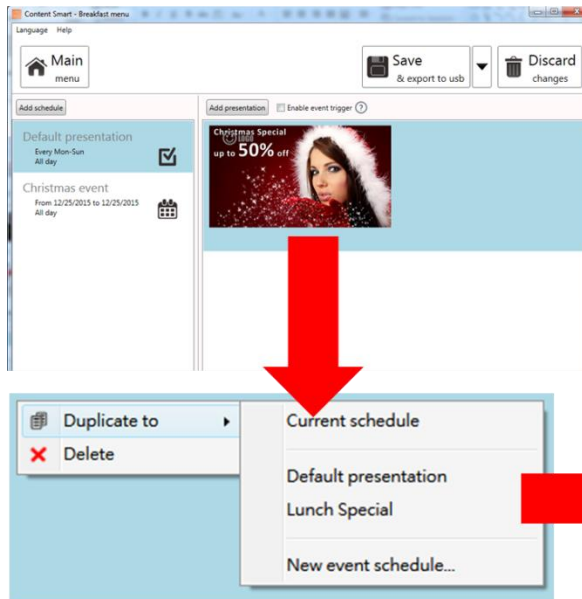 Content Smart - Breakfast menu
Language Help
Main
menu
Save
& export to usb
Discard
changes
Add schedule
Add presentation Enable event trigger ?
Default presentation
Every Mon-Sun
All day
Christmas event
From 12/25/2015 to 12/25/2015
All day
Christmas Special
LOGO
up to 50% off
Duplicate to
Delete
Current schedule
Default presentation
Lunch Special
New event schedule...